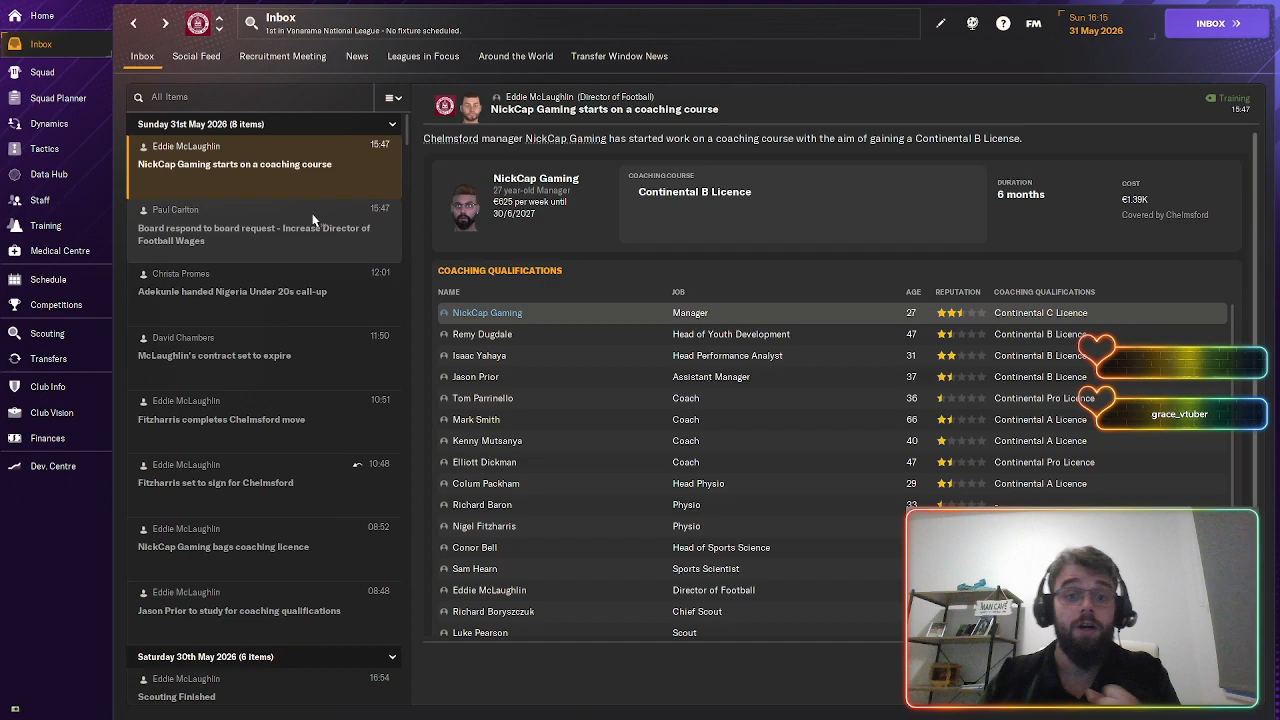 Home
Inbox
Squad
Squad Planner
Dynamics
Tactics
Data Hub
Staff
Training
Medical Centre
Schedule
Competitions
Scouting
Transfers
Club Info
Club Vision
Finances
Dev. Centre
Inbox
1st in Vanarama National League - No fixture scheduled.
FM
Sun 16:15
31 May 2026
INBOX
Inbox
Social Feed
Recruitment Meeting
News
Leagues in Focus
Around the World
Transfer Window News
All Items
Sunday 31st May 2026 (8 items)
Eddie McLaughlin 15:47
NickCap Gaming starts on a coaching course
Paul Carlton 15:47
Board respond to board request - Increase Director of
Football Wages
Christa Promes 12:01
Adekunle handed Nigeria Under 20s call-up
David Chambers 11:50
McLaughlin's contract set to expire
Eddie McLaughlin 10:51
Fitzharris completes Chelmsford move
Eddie McLaughlin 10:48
Fitzharris set to sign for Chelmsford
Eddie McLaughlin 08:52
NickCap Gaming bags coaching licence
Eddie McLaughlin 08:48
Jason Prior to study for coaching qualifications
Saturday 30th May 2026 (6 items)
Eddie McLaughlin 16:54
Scouting Finished
Eddie McLaughlin (Director of Football)
NickCap Gaming starts on a coaching course
Training
15:47
Chelmsford manager NickCap Gaming has started work on a coaching course with the aim of gaining a Continental B License.
NickCap Gaming
27 year-old Manager
€625 per week until
30/6/2027
COACHING COURSE
Continental B Licence
DURATION
6 months
COST
€1.39K
Covered by Chelmsford
COACHING QUALIFICATIONS
NAME JOB AGE REPUTATION COACHING QUALIFICATIONS
NickCap Gaming Manager 27 Continental C Licence
Remy Dugdale Head of Youth Development 47 Continental B Licence
Isaac Yahaya Head Performance Analyst 31 Continental B Licence
Jason Prior Assistant Manager 37 Continental B Licence
Tom Parrinello Coach 36 Continental Pro Licence
Mark Smith Coach 66 Continental A Licence
Kenny Mutsanya Coach 40 Continental A Licence
Elliott Dickman Coach 47 Continental Pro Licence
Colum Packham Head Physio 29 Continental A Licence
Richard Baron Physio 33 -
Nigel Fitzharris Physio
Conor Bell Head of Sports Science
Sam Hearn Sports Scientist
Eddie McLaughlin Director of Football
Richard Boryszczuk Chief Scout
Luke Pearson Scout
grace_vtuber
MAN CAVE